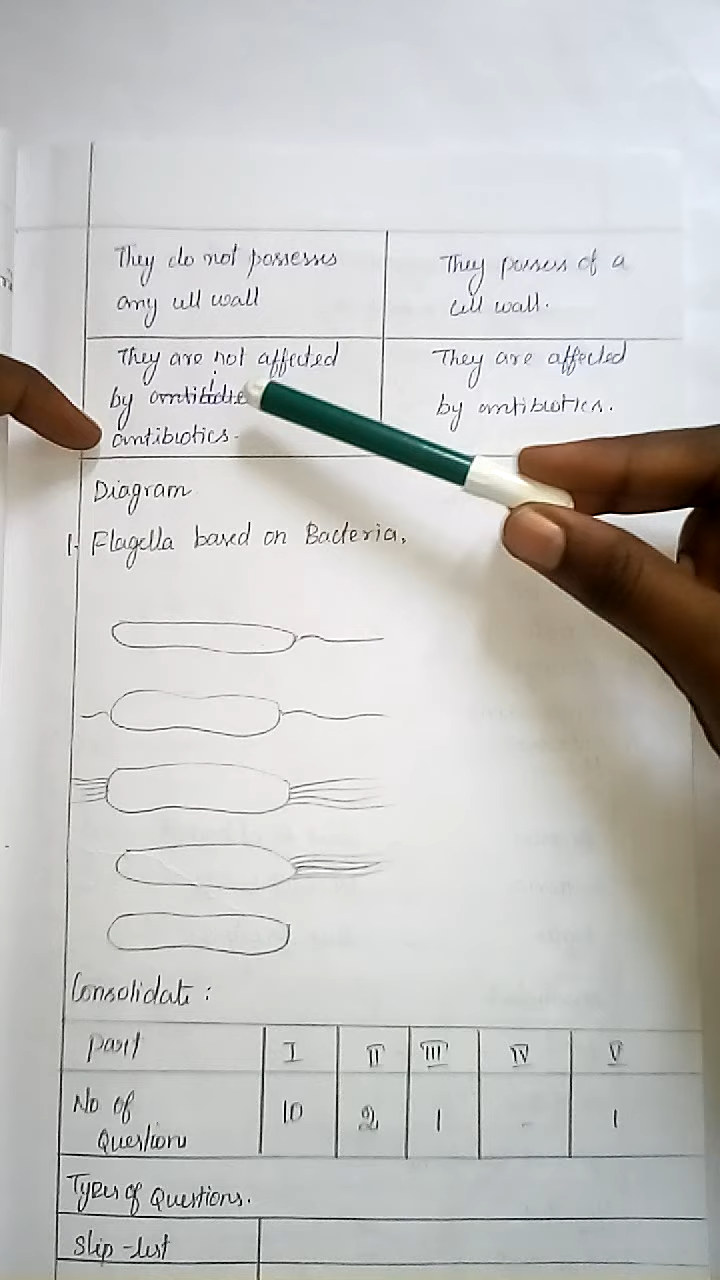 They do not possesses
any cell wall
They posses of a
cell wall.
They are not affected
by
antibiotics.
They are affected
by antibiotics.
Diagram
1. Flagella based on Bacteria.
Consolidate:
Part I II III IV V
No of
Question 10 2 1 - 1
Types of Questions.
Slip-test